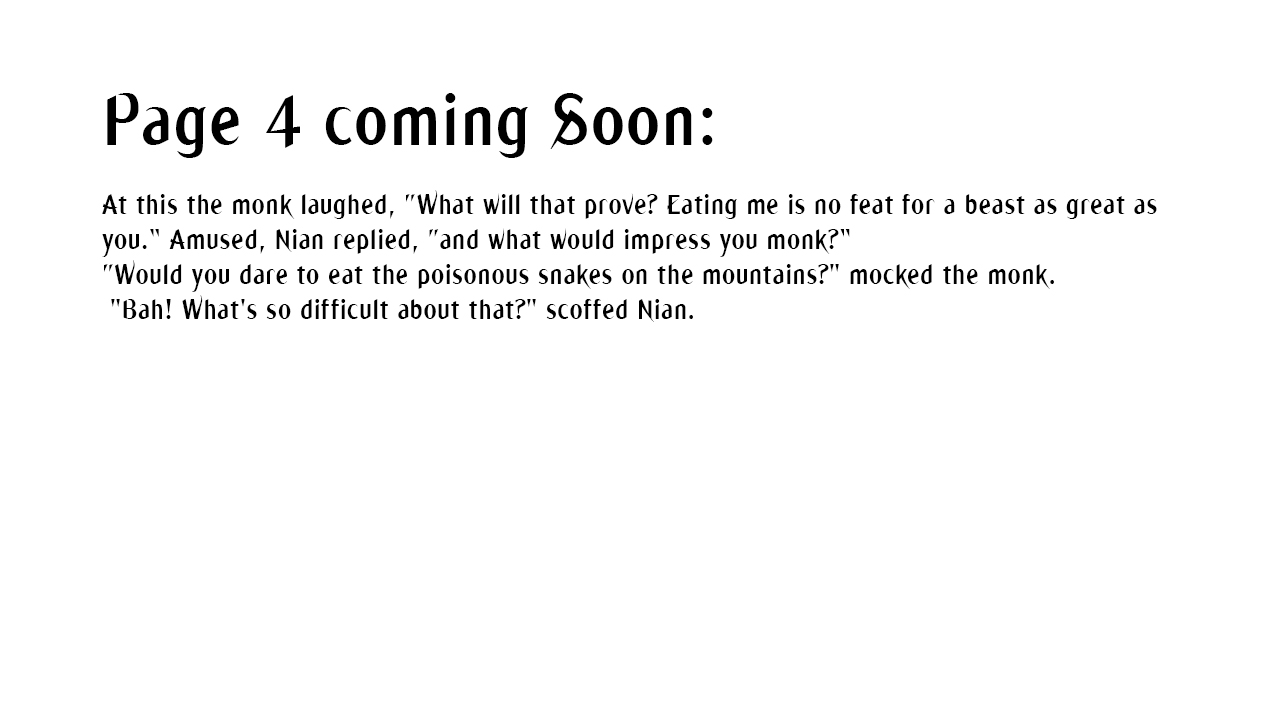 Page 4 coming Soon:
At this the monk laughed, "What will that prove? Eating me is no feat for a beast as great as
you." Amused, Nian replied, "and what would impress you monk?"
"Would you dare to eat the poisonous snakes on the mountains?" mocked the monk.
"Bah! What's so difficult about that?" scoffed Nian.